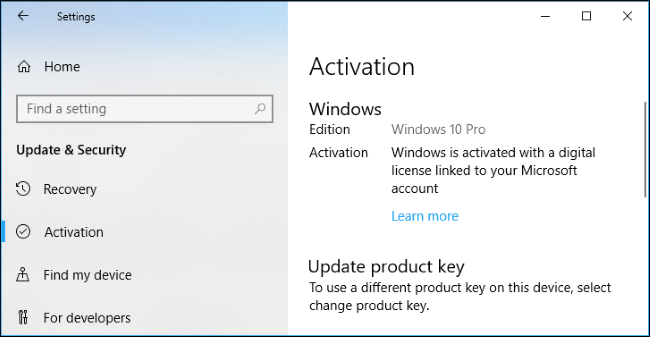 Settings
Home
Find a setting
Update & Security
Recovery
Activation
Find my device
For developers
Activation
Windows
Edition Windows 10 Pro
Activation Windows is activated with a digital
license linked to your Microsoft
account
Learn more
Update product key
To use a different product key on this device, select
change product key.